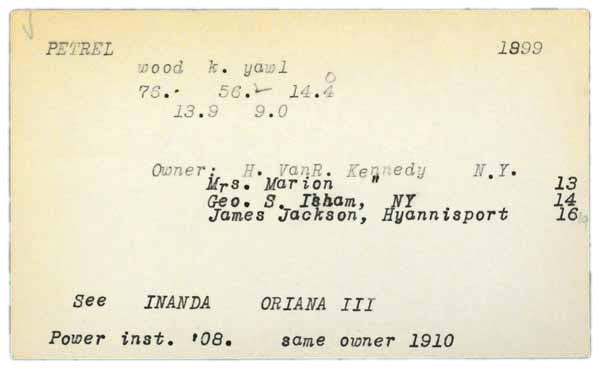 PETREL 1899
wood k. yawl
76. 56. 14.4 0
13.9 9.0
Owner: H. VanR. Kennedy N.Y.
Mrs. Marion " 13
Geo. S. Isham, NY 14
James Jackson, Hyannisport 16
See INANDA ORIANA III
Power inst. '08. same owner 1910